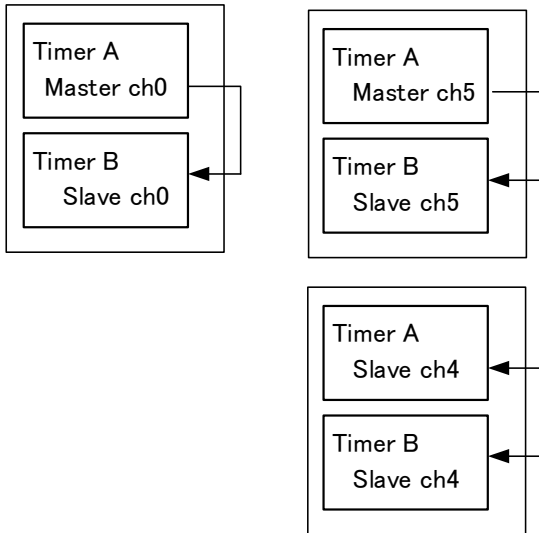 Timer A
Master ch0
Timer B
Slave ch0
Timer A
Master ch5
Timer B
Slave ch5
Timer A
Slave ch4
Timer B
Slave ch4